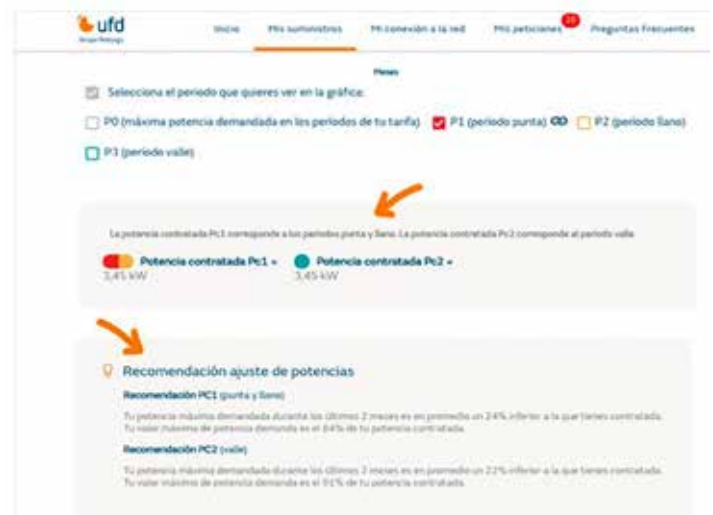 ufd
Grupo Naturgy
Inicio
Mis suministros
Mi conexión a la red
Mis peticiones
Preguntas Frecuentes
Meses
Selecciona el periodo que quieres ver en la gráfica:
P0 (máxima potencia demandada en los periodos de tu tarifa) P1 (periodo punta) P2 (periodo llano)
P3 (periodo valle)
La potencia contratada Pc1 corresponde a los periodos punta y llano. La potencia contratada Pc2 corresponde al periodo valle.
Potencia contratada Pc1 = Potencia contratada Pc2 =
3,45 kW 3,45 kW
Recomendación ajuste de potencias
Recomendación PC1 (punta y llano)
Tu potencia máxima demandada durante los últimos 2 meses es en promedio un 24% inferior a la que tienes contratada.
Tu valor máximo de potencia demanda es el 84% de tu potencia contratada.
Recomendación PC2 (valle)
Tu potencia máxima demandada durante los últimos 2 meses es en promedio un 22% inferior a la que tienes contratada.
Tu valor máximo de potencia demanda es el 91% de tu potencia contratada.